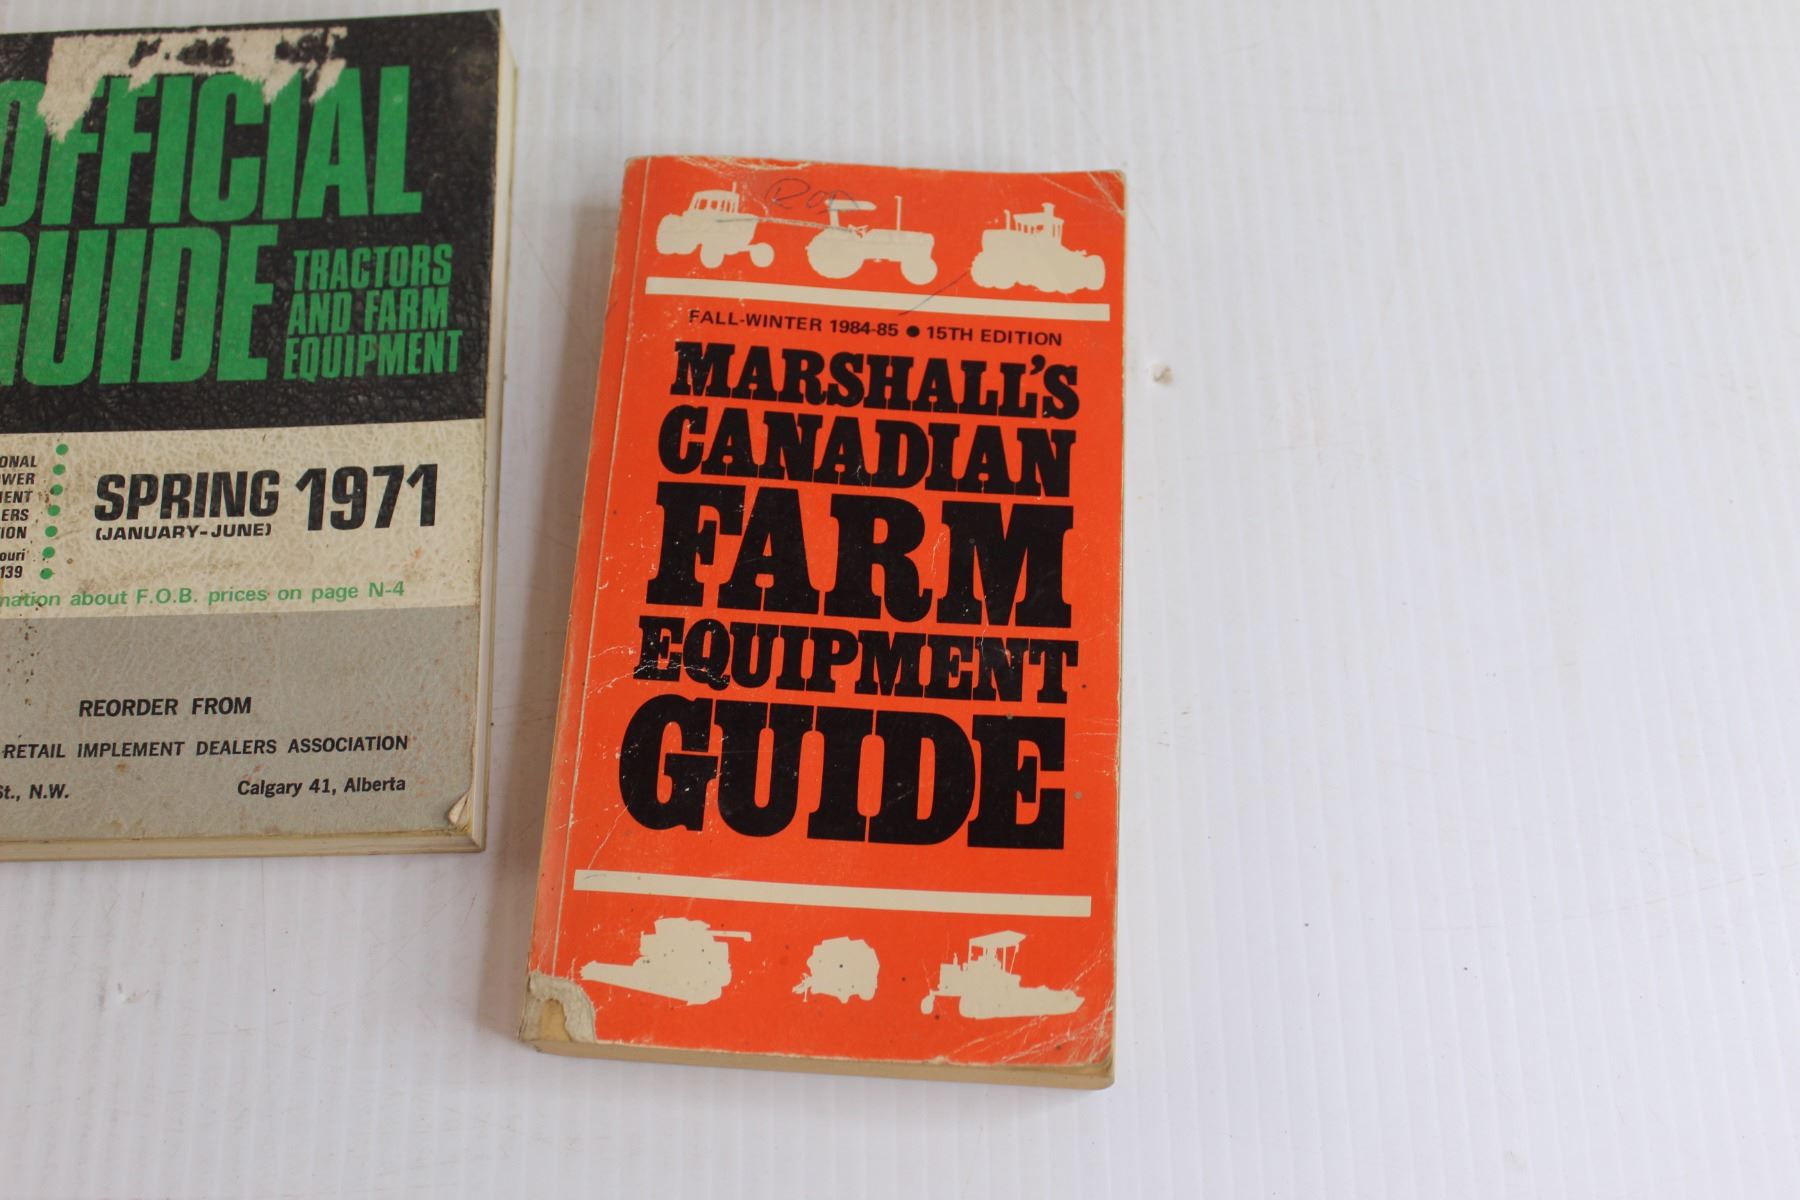 OFFICIAL
GUIDE
TRACTORS
AND FARM
EQUIPMENT
SPRING 1971
(JANUARY-JUNE)
about F.O.B. prices on page N-4
REORDER FROM
RETAIL IMPLEMENT DEALERS ASSOCIATION
St., N.W. Calgary 41, Alberta
Rod
FALL-WINTER 1984-85 ● 15TH EDITION
MARSHALL'S
CANADIAN
FARM
EQUIPMENT
GUIDE